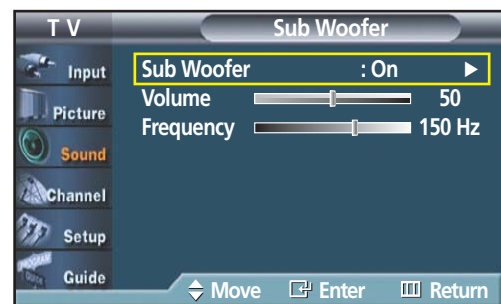 T V
Sub Woofer
Input
Picture
Sound
Channel
Setup
Guide
Sub Woofer : On
Volume 50
Frequency 150 Hz
Move Enter Return